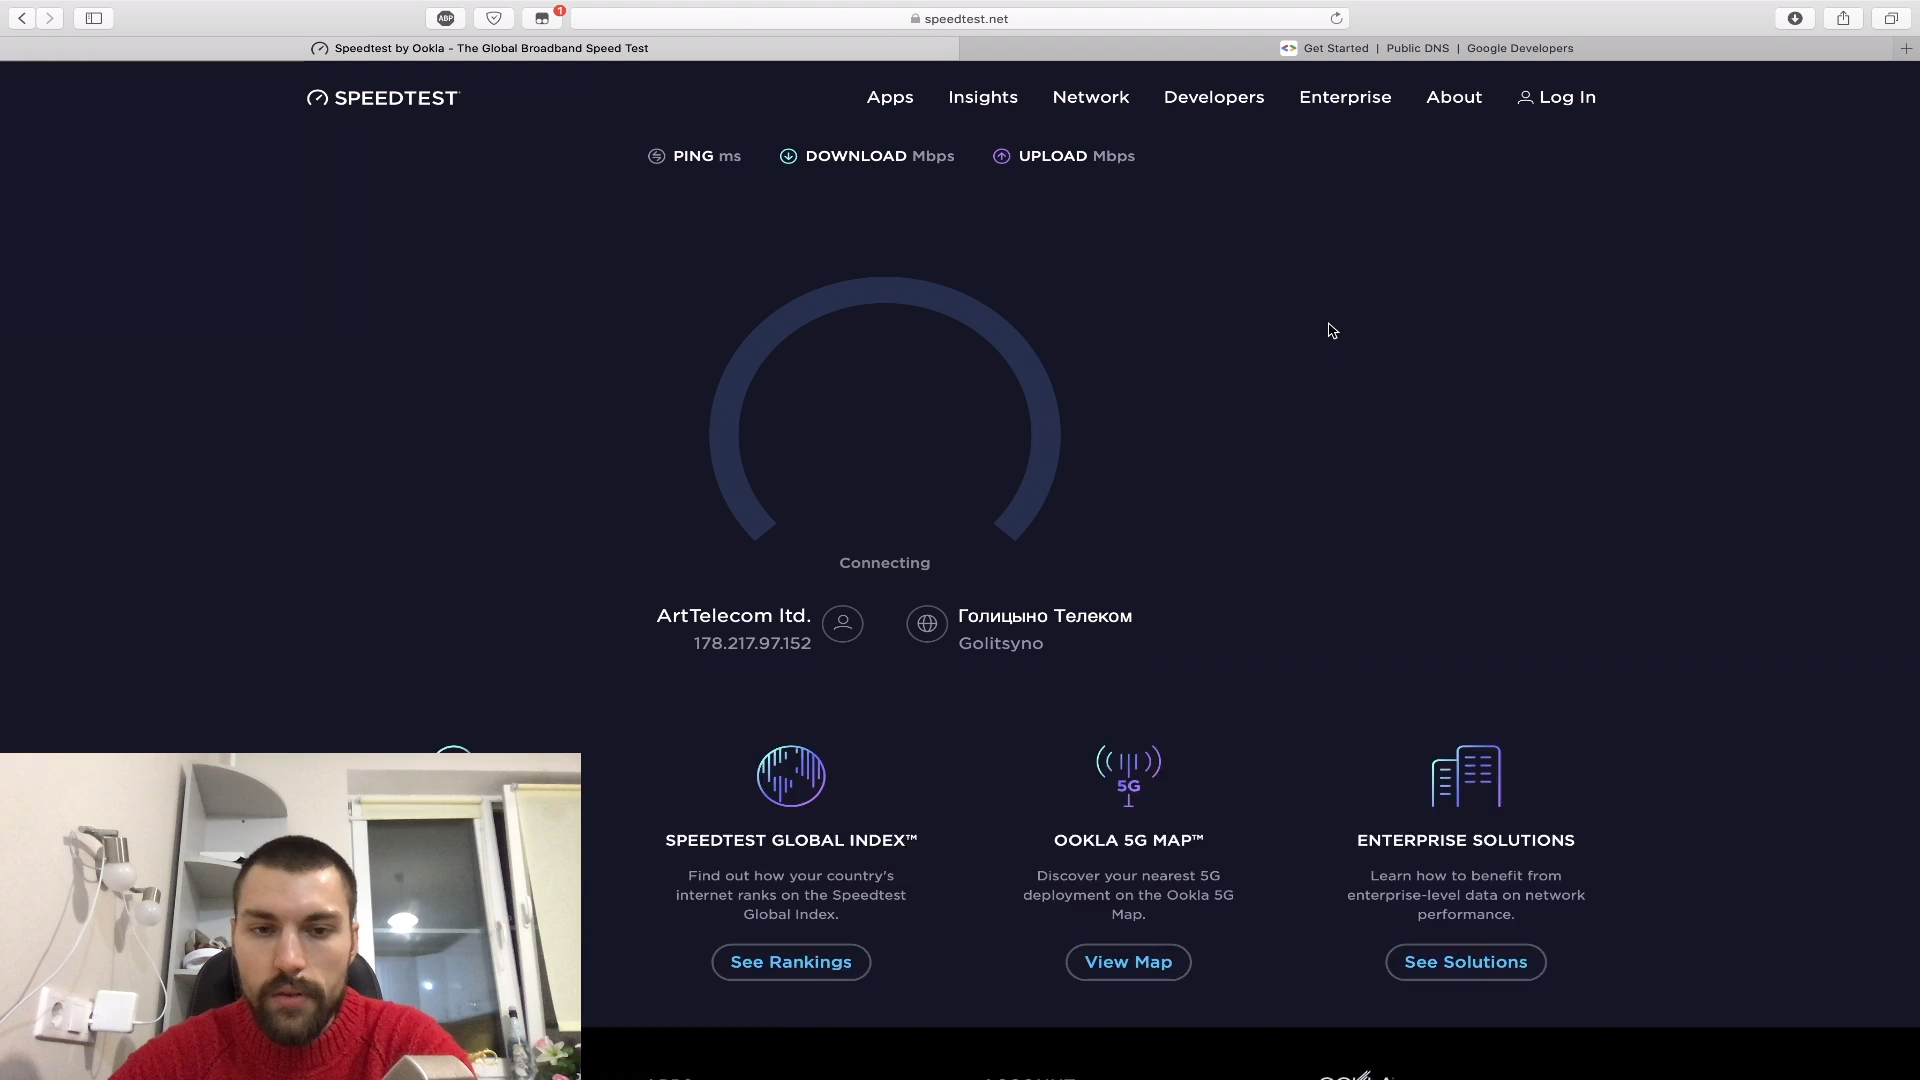 ABP
1
speedtest.net
Speedtest by Ookla - The Global Broadband Speed Test
Get Started | Public DNS | Google Developers
SPEEDTEST
Apps
Insights
Network
Developers
Enterprise
About
Log In
PING ms
DOWNLOAD Mbps
UPLOAD Mbps
Connecting
ArtTelecom ltd.
178.217.97.152
Голицыно Телеком
Golitsyno
SPEEDTEST GLOBAL INDEX™
Find out how your country's
internet ranks on the Speedtest
Global Index.
See Rankings
5G
OOKLA 5G MAP™
Discover your nearest 5G
deployment on the Ookla 5G
Map.
View Map
ENTERPRISE SOLUTIONS
Learn how to benefit from
enterprise-level data on network
performance.
See Solutions